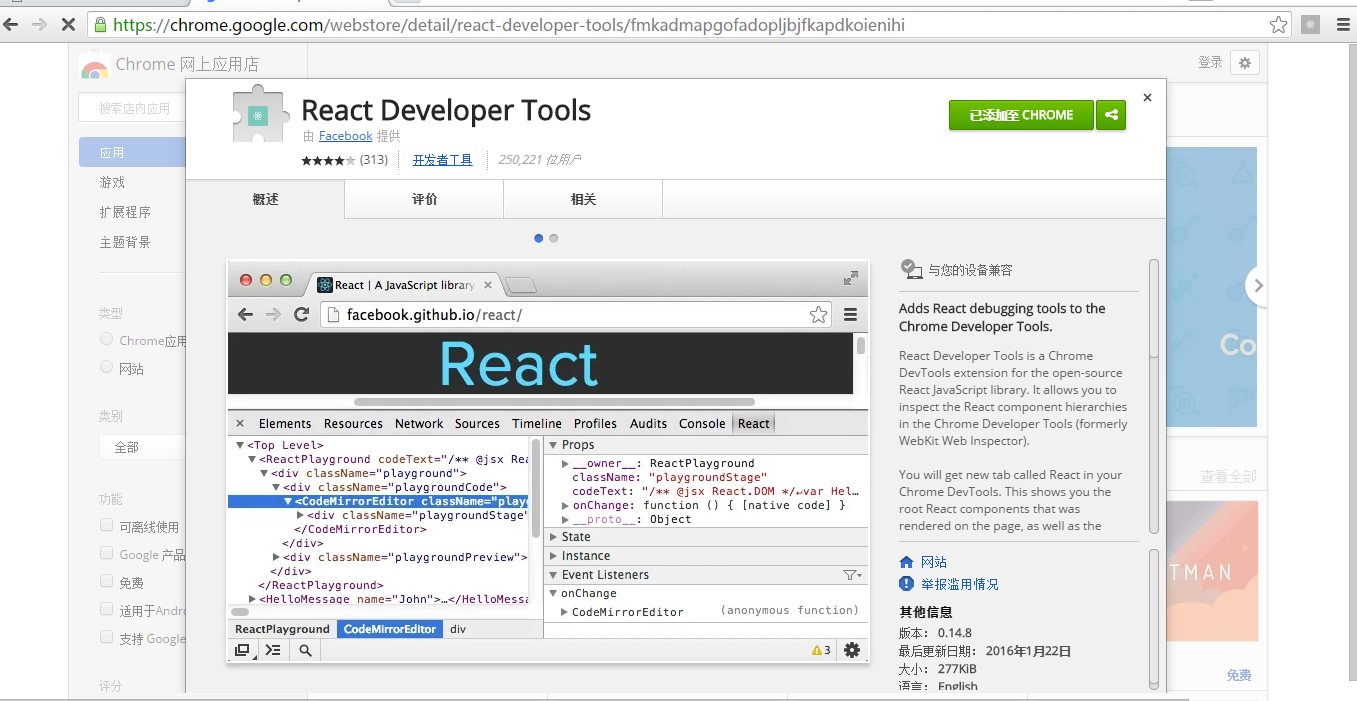 https://chrome.google.com/webstore/detail/react-developer-tools/fmkadmapgofadopljbjfkapdkoienihi
Chrome 网上应用店
登录
搜索店内应用
应用
游戏
扩展程序
主题背景
类型
Chrome应用
网站
类别
全部
功能
可离线使用
Google 产品
免费
适用于Andro
支持 Google
评分
React Developer Tools
由 Facebook 提供
(313)
开发者工具
250,221 位用户
已添加至 CHROME
概述
评价
相关
React | A JavaScript library
facebook.github.io/react/
React
Elements Resources Network Sources Timeline Profiles Audits Console React
<Top Level>
<ReactPlayground codeText="/** @jsx Rea
<div className="playground">
<div className="playgroundCode">
<CodeMirrorEditor className="playg
<div className="playgroundStage"
</CodeMirrorEditor>
</div>
<div className="playgroundPreview">
</div>
</ReactPlayground>
<HelloMessage name="John">…</HelloMessa
ReactPlayground CodeMirrorEditor div
Props
__owner__: ReactPlayground
className: "playgroundStage"
codeText: "/** @jsx React.DOM */↵var Hel…
onChange: function () { [native code] }
__proto__: Object
State
Instance
Event Listeners
onChange
CodeMirrorEditor (anonymous function)
3
与您的设备兼容
Adds React debugging tools to the
Chrome Developer Tools.
React Developer Tools is a Chrome
DevTools extension for the open-source
React JavaScript library. It allows you to
inspect the React component hierarchies
in the Chrome Developer Tools (formerly
WebKit Web Inspector).
You will get new tab called React in your
Chrome DevTools. This shows you the
root React components that was
rendered on the page, as well as the
网站
举报滥用情况
其他信息
版本： 0.14.8
最后更新日期： 2016年1月22日
大小： 277KiB
语言： English
Co
查看全部
TMAN
免费